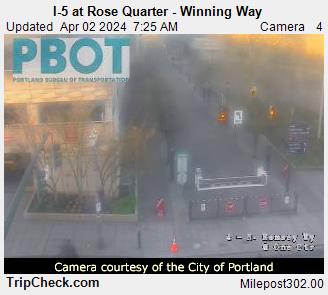 I-5 at Rose Quarter - Winning Way
Updated Apr 02 2024 7:25 AM Camera 4
PBOT
PORTLAND BUREAU OF TRANSPORTATION
Camera courtesy of the City of Portland
TripCheck.com Milepost302.00